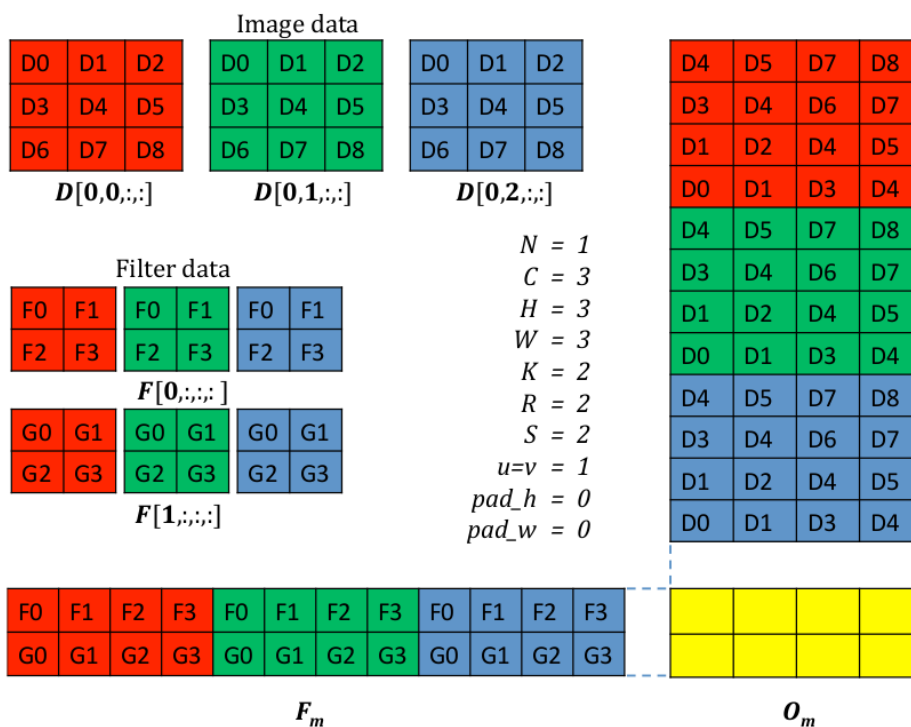 Image data
D0 D1 D2
D3 D4 D5
D6 D7 D8
D[0,0,:,:]
D0 D1 D2
D3 D4 D5
D6 D7 D8
D[0,1,:,:]
D0 D1 D2
D3 D4 D5
D6 D7 D8
D[0,2,:,:]
Filter data
F0 F1
F2 F3
F0 F1
F2 F3
F0 F1
F2 F3
F[0,:,:,: ]
G0 G1
G2 G3
G0 G1
G2 G3
G0 G1
G2 G3
F[1,:,:,:]
N = 1
C = 3
H = 3
W = 3
K = 2
R = 2
S = 2
u=v = 1
pad_h = 0
pad_w = 0
D4 D5 D7 D8
D3 D4 D6 D7
D1 D2 D4 D5
D0 D1 D3 D4
D4 D5 D7 D8
D3 D4 D6 D7
D1 D2 D4 D5
D0 D1 D3 D4
D4 D5 D7 D8
D3 D4 D6 D7
D1 D2 D4 D5
D0 D1 D3 D4
F0 F1 F2 F3 F0 F1 F2 F3 F0 F1 F2 F3
G0 G1 G2 G3 G0 G1 G2 G3 G0 G1 G2 G3
Fm
Om